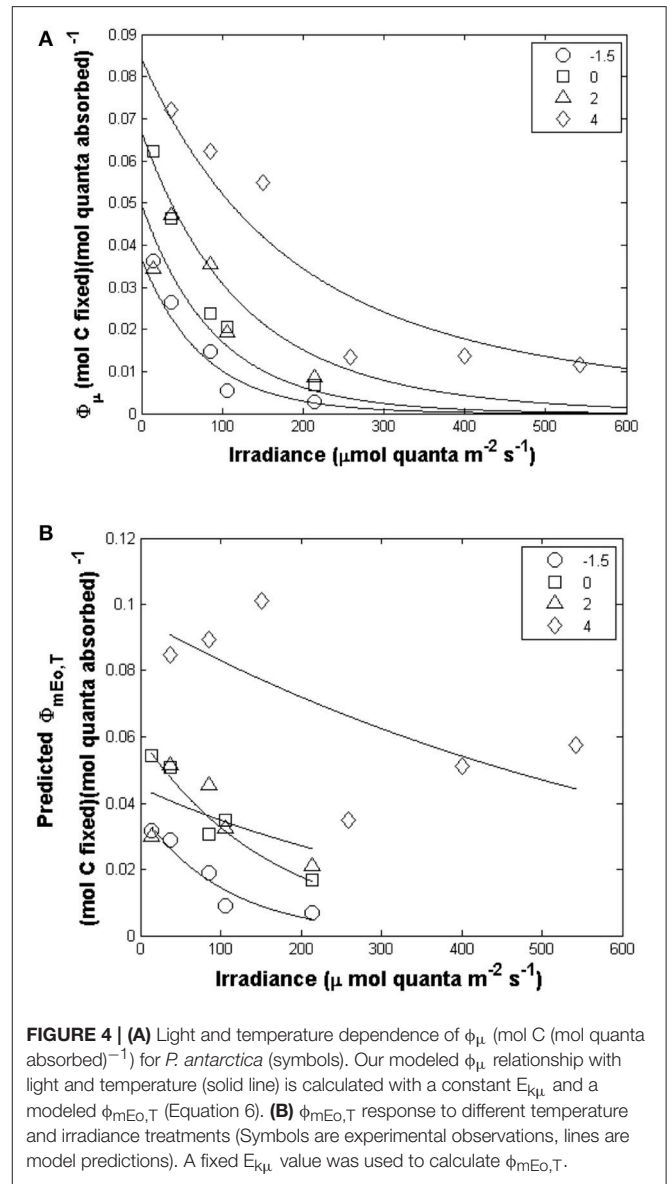 A
0.09
0.08
0.07
0.06
0.05
0.04
0.03
0.02
0.01
0
Φμ (mol C fixed)(mol quanta absorbed) -1
-1.5
0
2
4
0 100 200 300 400 500 600
Irradiance (μmol quanta m-2 s-1)
B
0.12
0.1
0.08
0.06
0.04
0.02
0
Predicted ΦmEo,T
(mol C fixed)(mol quanta absorbed) -1
-1.5
0
2
4
0 100 200 300 400 500 600
Irradiance (μ mol quanta m-2 s-1)
FIGURE 4 | (A) Light and temperature dependence of ϕμ (mol C (mol quanta
absorbed)−1) for P. antarctica (symbols). Our modeled ϕμ relationship with
light and temperature (solid line) is calculated with a constant Ekμ and a
modeled ϕmEo,T (Equation 6). (B) ϕmEo,T response to different temperature
and irradiance treatments (Symbols are experimental observations, lines are
model predictions). A fixed Ekμ value was used to calculate ϕmEo,T.